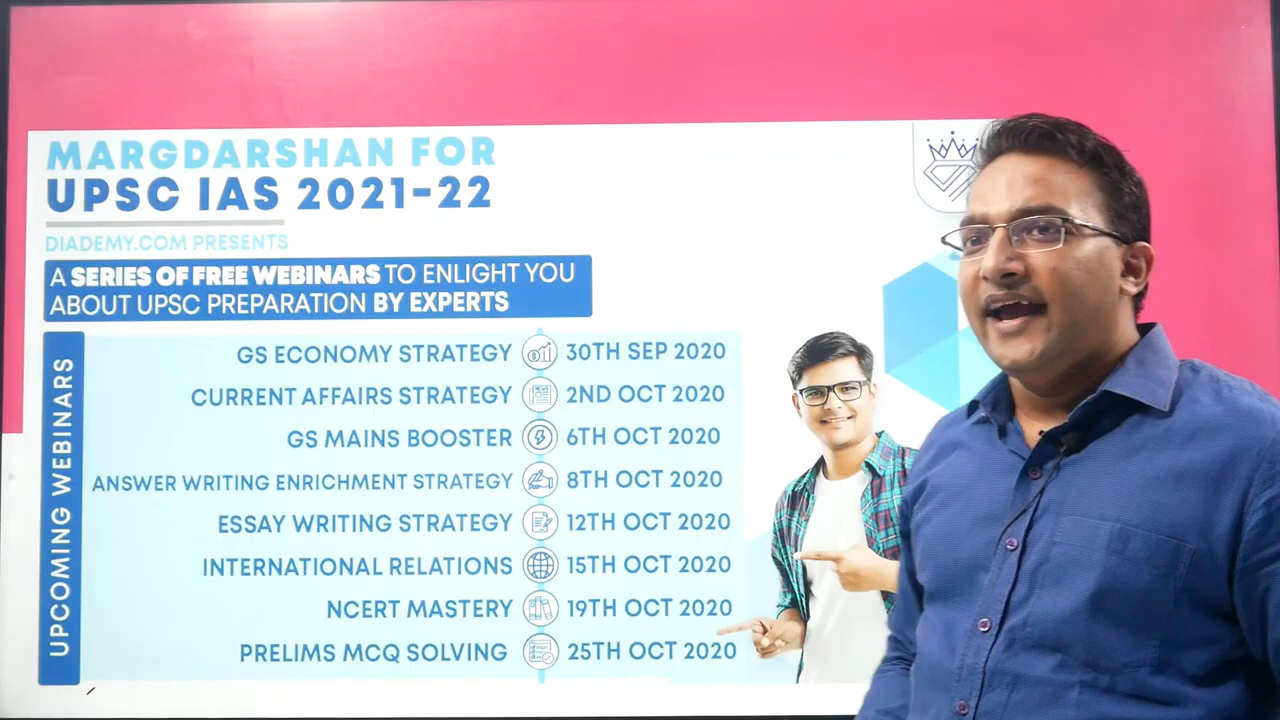 MARGDARSHAN FOR
UPSC IAS 2021-22
DIADEMY.COM PRESENTS
A SERIES OF FREE WEBINARS TO ENLIGHT YOU
ABOUT UPSC PREPARATION BY EXPERTS
UPCOMING WEBINARS
GS ECONOMY STRATEGY 30TH SEP 2020
CURRENT AFFAIRS STRATEGY 2ND OCT 2020
GS MAINS BOOSTER 6TH OCT 2020
ANSWER WRITING ENRICHMENT STRATEGY 8TH OCT 2020
ESSAY WRITING STRATEGY 12TH OCT 2020
INTERNATIONAL RELATIONS 15TH OCT 2020
NCERT MASTERY 19TH OCT 2020
PRELIMS MCQ SOLVING 25TH OCT 2020